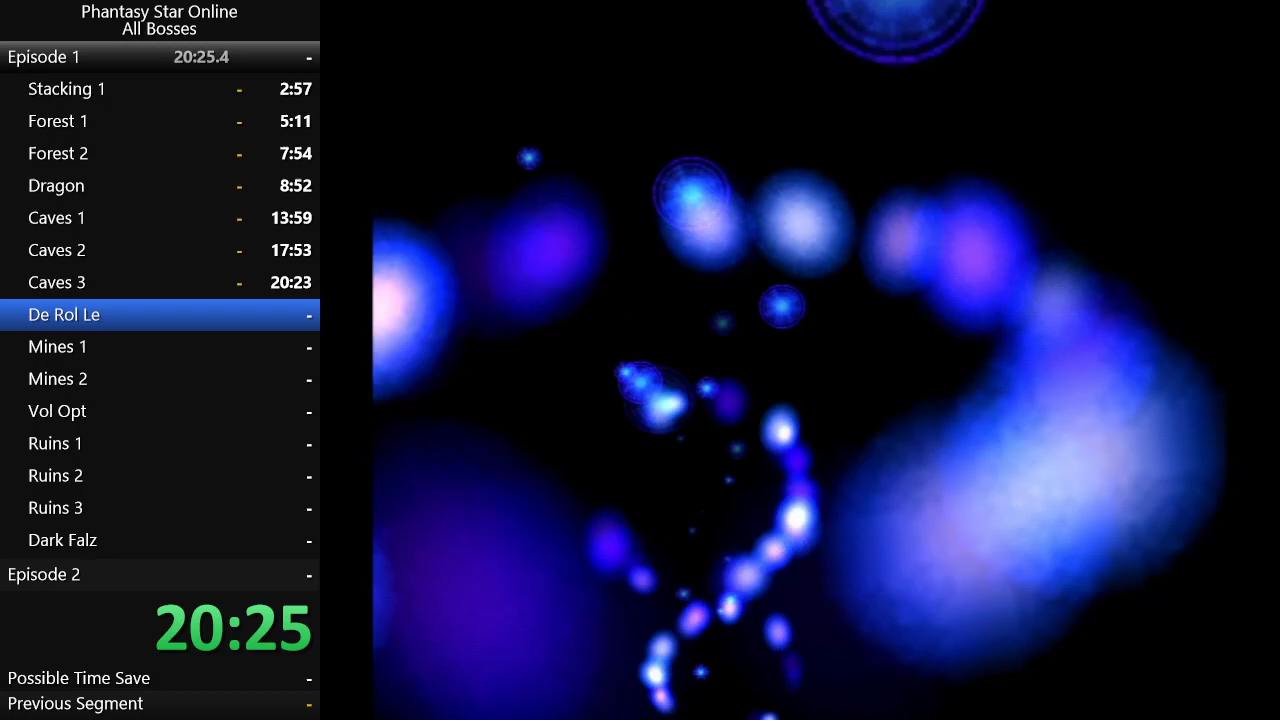 Phantasy Star Online
All Bosses
Episode 1 20:25.4 -
Stacking 1 - 2:57
Forest 1 - 5:11
Forest 2 - 7:54
Dragon - 8:52
Caves 1 - 13:59
Caves 2 - 17:53
Caves 3 - 20:23
De Rol Le -
Mines 1 -
Mines 2 -
Vol Opt -
Ruins 1 -
Ruins 2 -
Ruins 3 -
Dark Falz -
Episode 2 -
20:25
Possible Time Save -
Previous Segment -